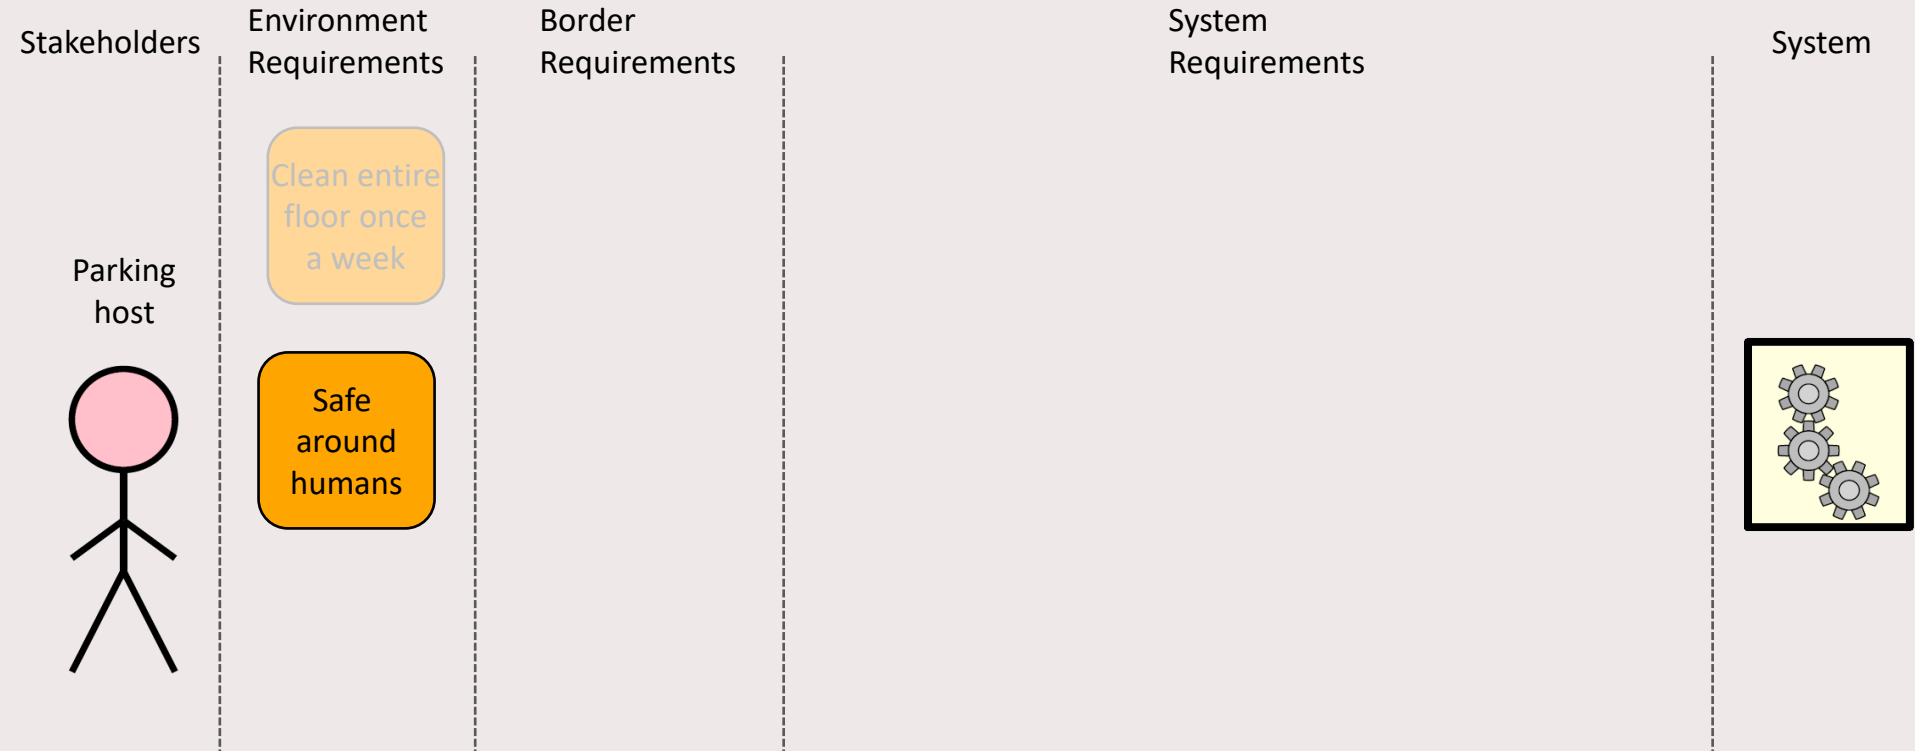 Stakeholders
Environment
Requirements
Border
Requirements
System
Requirements
System
Clean entire
floor once
a week
Parking
host
Safe
around
humans